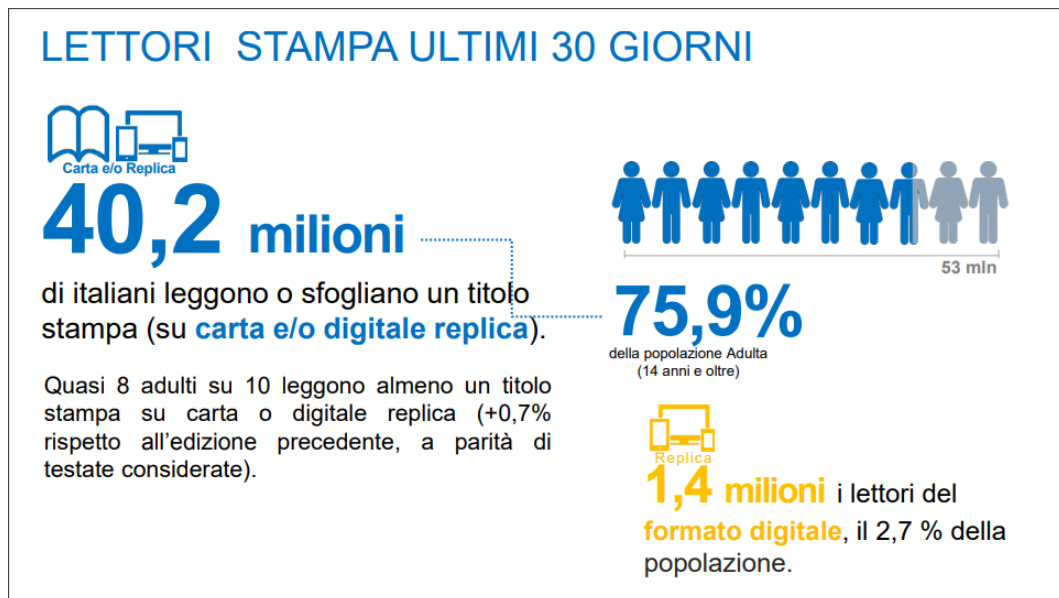 LETTORI STAMPA ULTIMI 30 GIORNI
Carta e/o Replica
40,2 milioni
di italiani leggono o sfogliano un titolo
stampa (su carta e/o digitale replica).
Quasi 8 adulti su 10 leggono almeno un titolo
stampa su carta o digitale replica (+0,7%
rispetto all'edizione precedente, a parità di
testate considerate).
53 mln
75,9%
della popolazione Adulta
(14 anni e oltre)
Replica
1,4 milioni i lettori del
formato digitale, il 2,7 % della
popolazione.